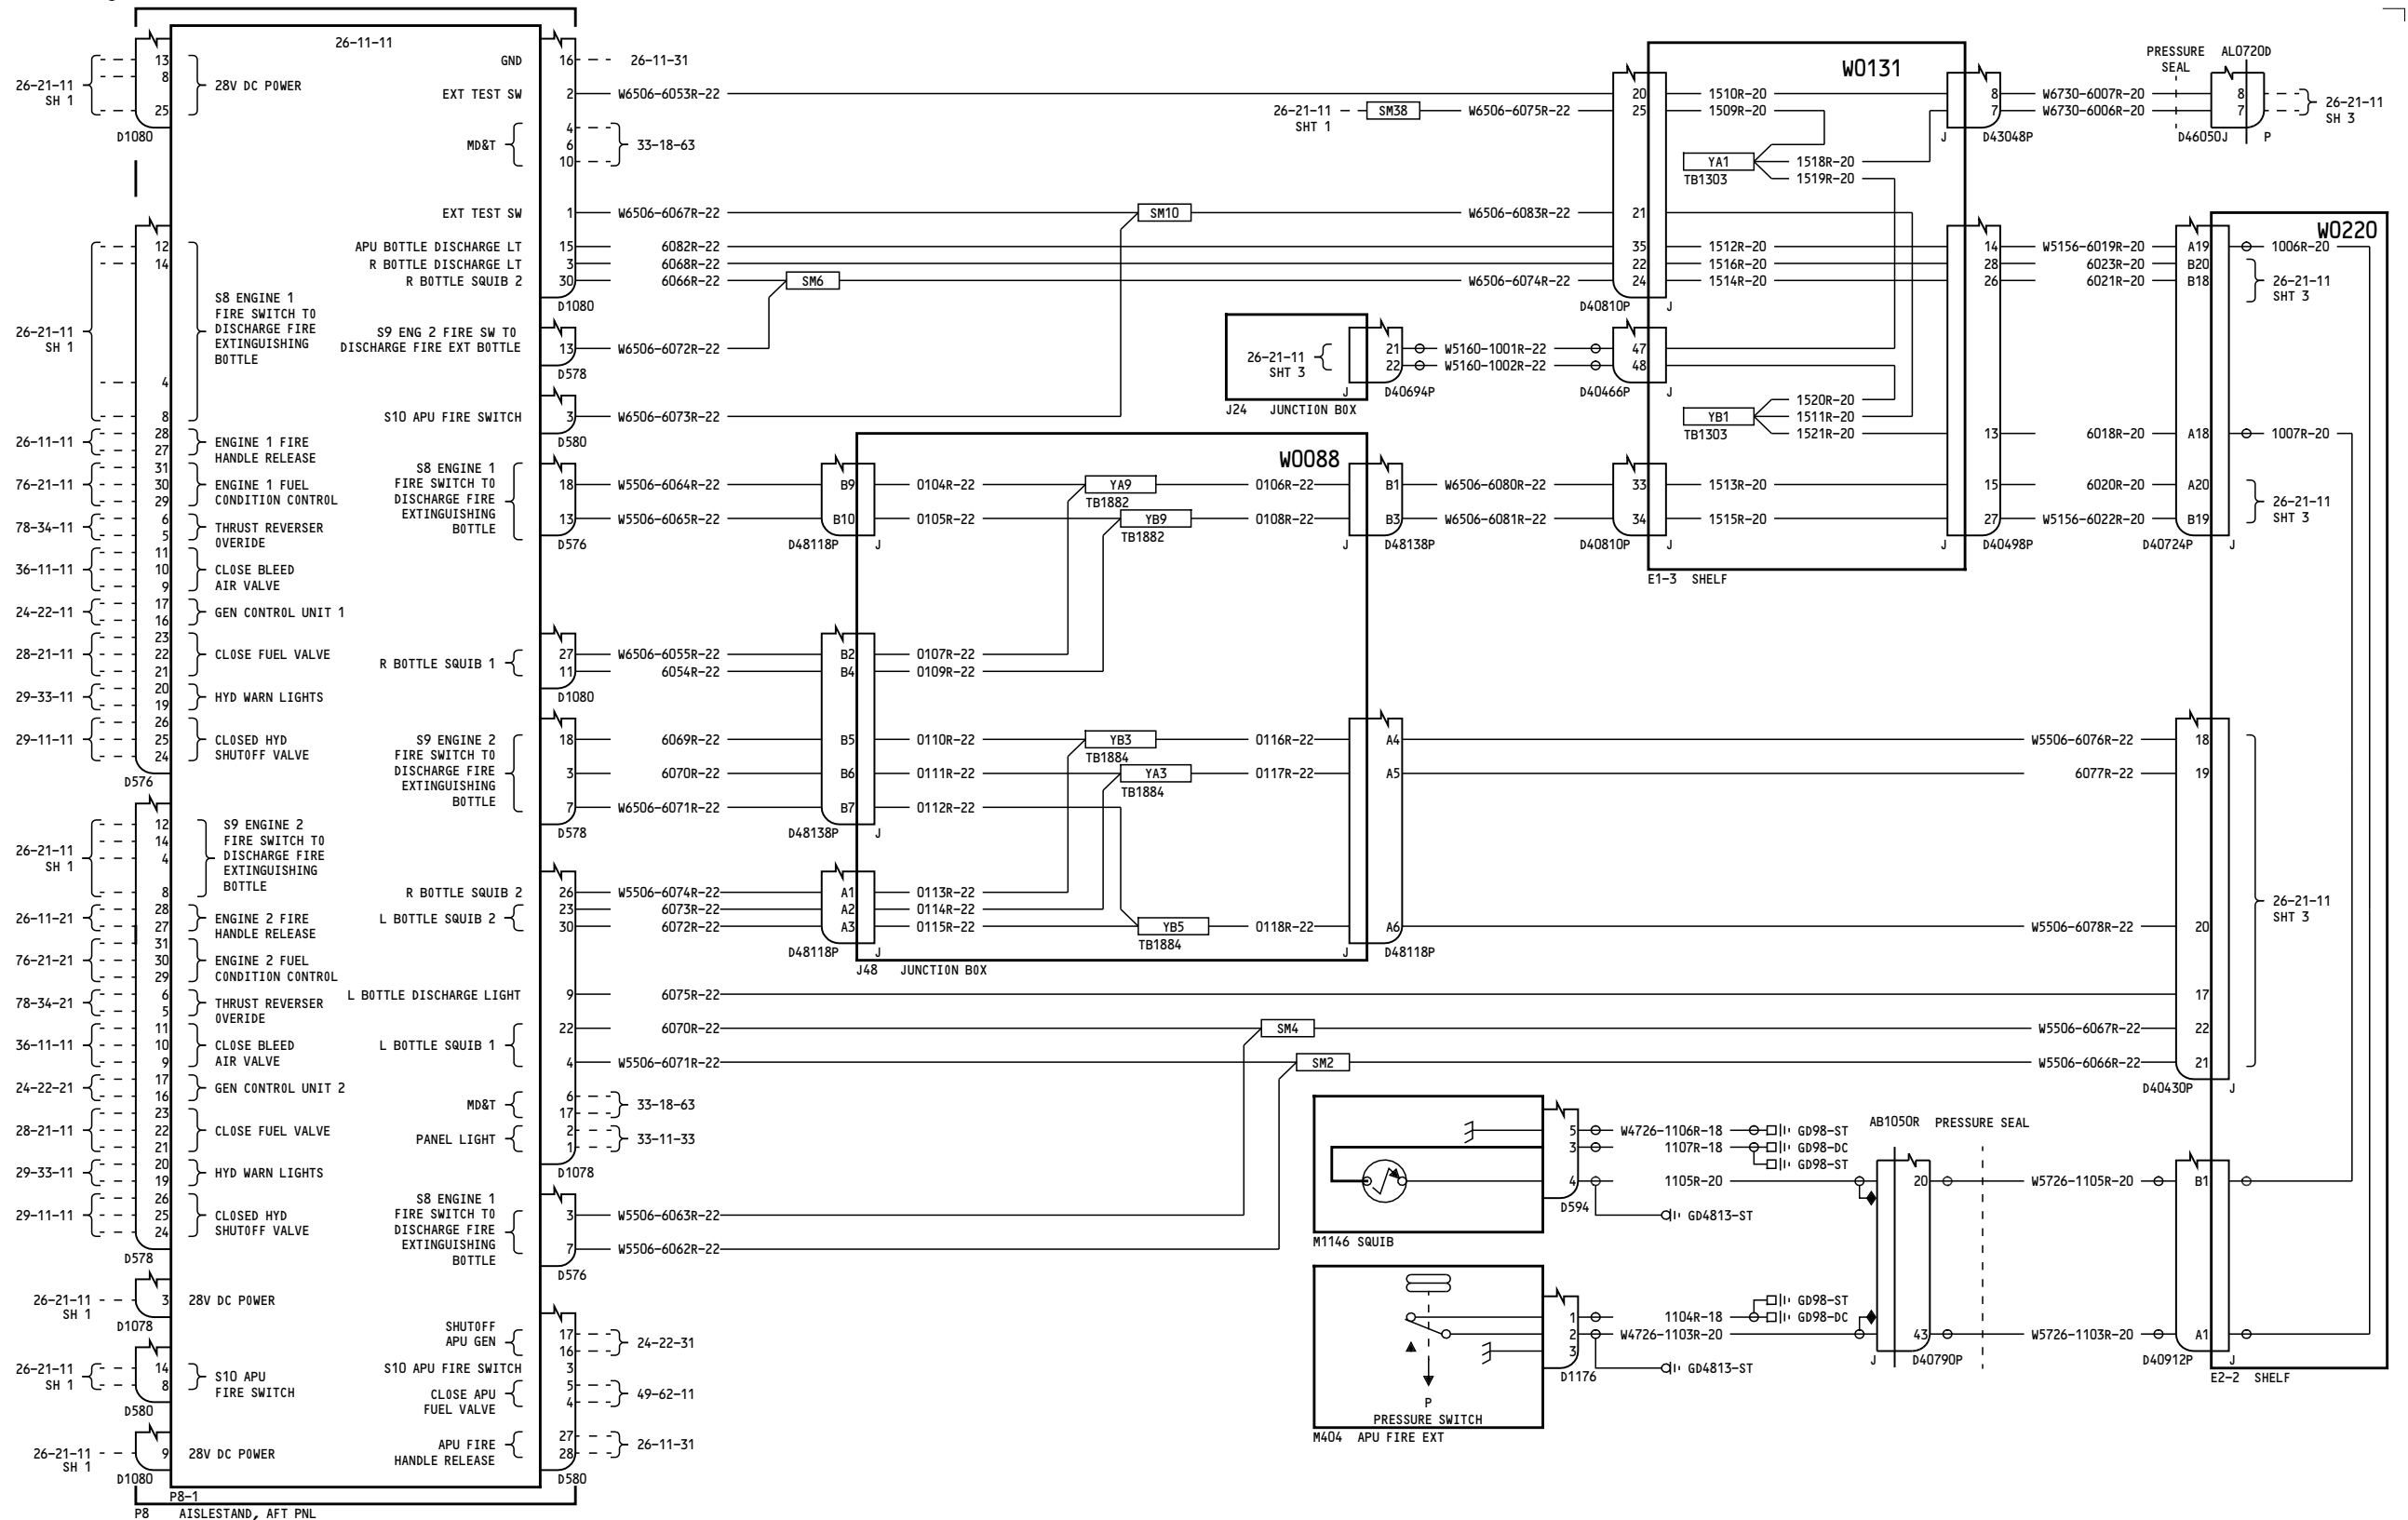 26-11-11
26-21-11
SH 1
13
8
25
28V DC POWER
D1080
GND
16
26-11-31
EXT TEST SW
2
W6506-6053R-22
MD&T
4
6
10
33-18-63
EXT TEST SW
1
W6506-6067R-22
SM10
W6506-6083R-22
21
APU BOTTLE DISCHARGE LT
15
6082R-22
35
R BOTTLE DISCHARGE LT
3
6068R-22
22
R BOTTLE SQUIB 2
30
6066R-22
SM6
W6506-6074R-22
24
D1080
D40810P
J
S9 ENG 2 FIRE SW TO
DISCHARGE FIRE EXT BOTTLE
13
W6506-6072R-22
D578
S10 APU FIRE SWITCH
3
W6506-6073R-22
D580
26-21-11
SHT 1
SM38
W6506-6075R-22
20
25
W0131
1510R-20
1509R-20
YA1
TB1303
1518R-20
1519R-20
1512R-20
1516R-20
1514R-20
8
7
J
D43048P
W6730-6007R-20
W6730-6006R-20
PRESSURE
SEAL
AL0720D
8
7
D46050J
P
26-21-11
SH 3
14
28
26
W5156-6019R-20
6023R-20
6021R-20
A19
B20
B18
W0220
1006R-20
26-21-11
SHT 3
26-21-11
SHT 3
J
J24 JUNCTION BOX
21
22
D40694P
W5160-1001R-22
W5160-1002R-22
47
48
D40466P
J
YB1
TB1303
1520R-20
1511R-20
1521R-20
13
6018R-20
A18
1007R-20
12
14
4
8
26-21-11
SH 1
S8 ENGINE 1
FIRE SWITCH TO
DISCHARGE FIRE
EXTINGUISHING
BOTTLE
26-11-11
28
27
ENGINE 1 FIRE
HANDLE RELEASE
76-21-11
31
30
29
ENGINE 1 FUEL
CONDITION CONTROL
78-34-11
6
5
THRUST REVERSER
OVERIDE
36-11-11
11
10
9
CLOSE BLEED
AIR VALVE
24-22-11
17
16
GEN CONTROL UNIT 1
28-21-11
23
22
21
CLOSE FUEL VALVE
29-33-11
20
19
HYD WARN LIGHTS
29-11-11
26
25
24
CLOSED HYD
SHUTOFF VALVE
D576
S8 ENGINE 1
FIRE SWITCH TO
DISCHARGE FIRE
EXTINGUISHING
BOTTLE
18
13
D576
W5506-6064R-22
W5506-6065R-22
B9
B10
D48118P
J
W0088
0104R-22
0105R-22
YA9
TB1882
YB9
TB1882
0106R-22
0108R-22
B1
B3
J
D48138P
W6506-6080R-22
W6506-6081R-22
33
34
D40810P
J
1513R-20
1515R-20
15
27
J
D40498P
6020R-20
W5156-6022R-20
A20
B19
D40724P
J
26-21-11
SHT 3
E1-3 SHELF
R BOTTLE SQUIB 1
27
11
D1080
W6506-6055R-22
6054R-22
B2
B4
0107R-22
0109R-22
S9 ENGINE 2
FIRE SWITCH TO
DISCHARGE FIRE
EXTINGUISHING
BOTTLE
18
3
7
D578
6069R-22
6070R-22
W6506-6071R-22
B5
B6
B7
D48138P
J
0110R-22
0111R-22
0112R-22
YB3
TB1884
YA3
TB1884
0116R-22
0117R-22
A4
A5
W5506-6076R-22
6077R-22
18
19
26-21-11
SH 1
12
14
4
8
S9 ENGINE 2
FIRE SWITCH TO
DISCHARGE FIRE
EXTINGUISHING
BOTTLE
26-11-21
28
27
ENGINE 2 FIRE
HANDLE RELEASE
76-21-21
31
30
29
ENGINE 2 FUEL
CONDITION CONTROL
78-34-21
6
5
THRUST REVERSER
OVERIDE
36-11-11
11
10
9
CLOSE BLEED
AIR VALVE
24-22-21
17
16
GEN CONTROL UNIT 2
28-21-11
23
22
21
CLOSE FUEL VALVE
29-33-11
20
19
HYD WARN LIGHTS
29-11-11
26
25
24
CLOSED HYD
SHUTOFF VALVE
D578
R BOTTLE SQUIB 2
26
L BOTTLE SQUIB 2
23
30
W5506-6074R-22
6073R-22
6072R-22
A1
A2
A3
D48118P
J
0113R-22
0114R-22
0115R-22
YB5
TB1884
0118R-22
A6
J
D48118P
J48 JUNCTION BOX
W5506-6078R-22
20
26-21-11
SHT 3
L BOTTLE DISCHARGE LIGHT
9
6075R-22
17
L BOTTLE SQUIB 1
22
6070R-22
SM4
W5506-6067R-22
22
4
W5506-6071R-22
SM2
W5506-6066R-22
21
D40430P
J
MD&T
6
17
33-18-63
PANEL LIGHT
2
1
33-11-33
D1078
S8 ENGINE 1
FIRE SWITCH TO
DISCHARGE FIRE
EXTINGUISHING
BOTTLE
3
7
D576
W5506-6063R-22
W5506-6062R-22
M1146 SQUIB
5
3
4
D594
W4726-1106R-18
1107R-18
1105R-20
GD98-ST
GD98-DC
GD98-ST
GD4813-ST
AB1050R
PRESSURE SEAL
20
W5726-1105R-20
B1
26-21-11
SH 1
3
28V DC POWER
D1078
26-21-11
SH 1
14
8
S10 APU
FIRE SWITCH
D580
26-21-11
SH 1
9
28V DC POWER
D1080
SHUTOFF
APU GEN
17
16
24-22-31
S10 APU FIRE SWITCH
3
CLOSE APU
FUEL VALVE
5
4
49-62-11
APU FIRE
HANDLE RELEASE
27
28
26-11-31
D580
P
PRESSURE SWITCH
M404 APU FIRE EXT
1
2
3
D1176
1104R-18
W4726-1103R-20
GD98-ST
GD98-DC
GD4813-ST
43
J
D40790P
W5726-1103R-20
A1
D40912P
J
E2-2 SHELF
P8-1
P8 AISLESTAND, AFT PNL